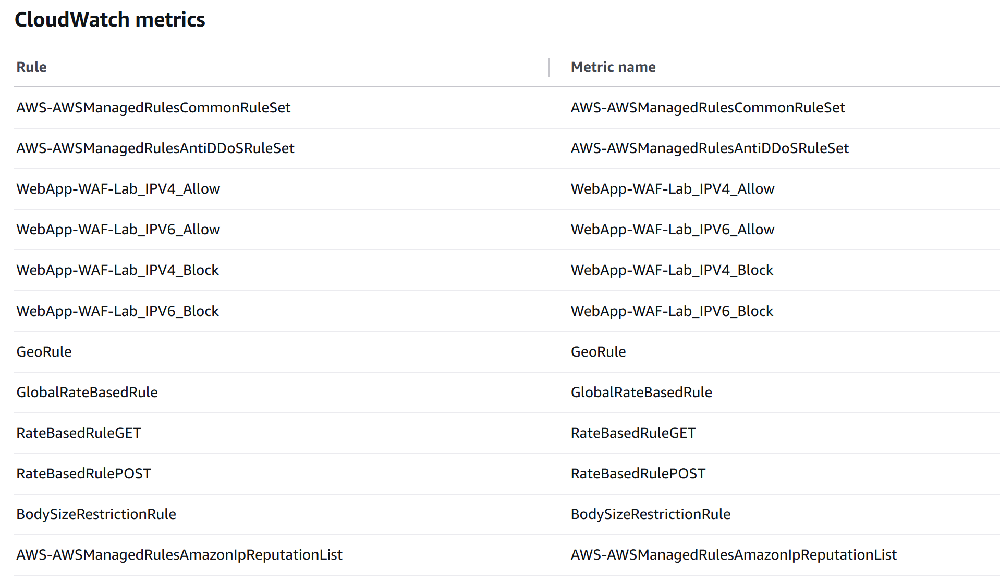 CloudWatch metrics
Rule Metric name
AWS-AWSManagedRulesCommonRuleSet AWS-AWSManagedRulesCommonRuleSet
AWS-AWSManagedRulesAntiDDoSRuleSet AWS-AWSManagedRulesAntiDDoSRuleSet
WebApp-WAF-Lab_IPV4_Allow WebApp-WAF-Lab_IPV4_Allow
WebApp-WAF-Lab_IPV6_Allow WebApp-WAF-Lab_IPV6_Allow
WebApp-WAF-Lab_IPV4_Block WebApp-WAF-Lab_IPV4_Block
WebApp-WAF-Lab_IPV6_Block WebApp-WAF-Lab_IPV6_Block
GeoRule GeoRule
GlobalRateBasedRule GlobalRateBasedRule
RateBasedRuleGET RateBasedRuleGET
RateBasedRulePOST RateBasedRulePOST
BodySizeRestrictionRule BodySizeRestrictionRule
AWS-AWSManagedRulesAmazonIpReputationList AWS-AWSManagedRulesAmazonIpReputationList